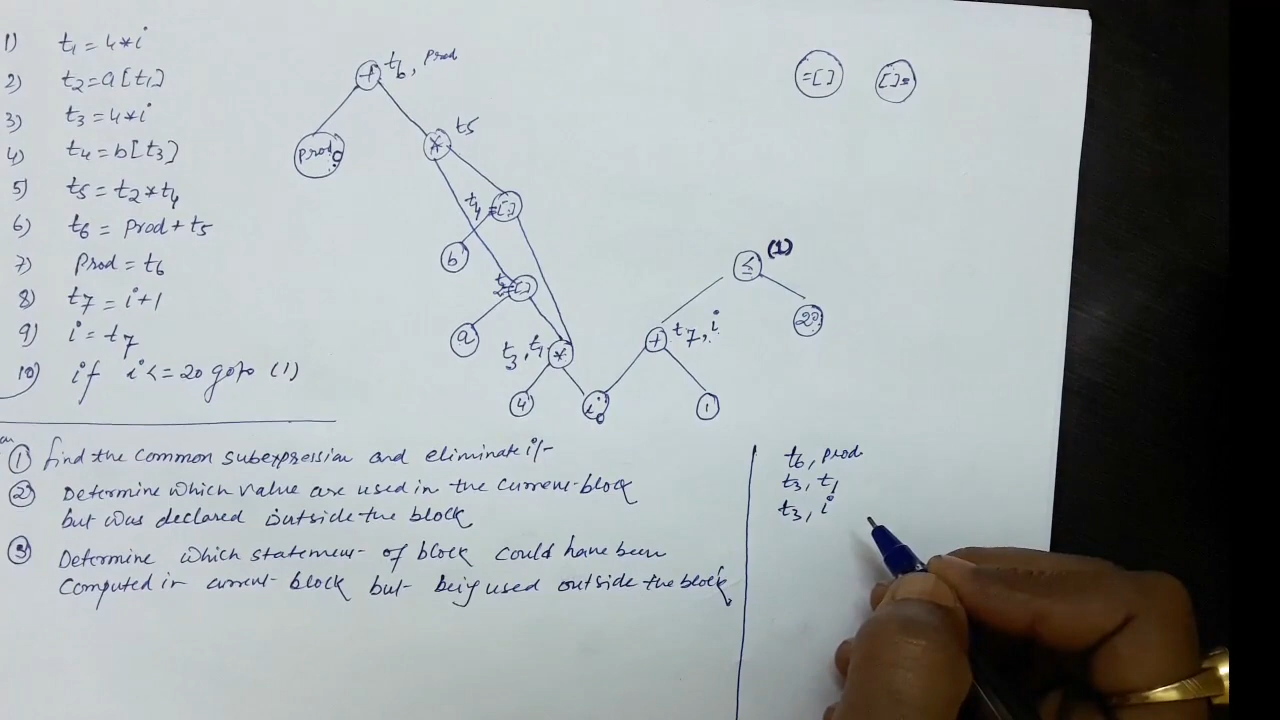 1) t1 = 4*i
2) t2 = a[t1]
3) t3 = 4*i
4) t4 = b[t3]
5) t5 = t2 * t4
6) t6 = prod + t5
7) Prod = t6
8) t7 = i+1
9) i = t7
10) if i <= 20 goto (1)
+ t6, Prod
prod0
* t5
t4 =[]
b
t2 =[]
a
t3, t1 *
4
i0
+ t7, i
1
≤ (1)
20
=[] []=
① find the common subexpression and eliminate it
② Determine which value are used in the current block
but was declared outside the block
③ Determine which statement of block could have been
computed in current block but being used outside the block
t6, prod
t3, t1
t3, i